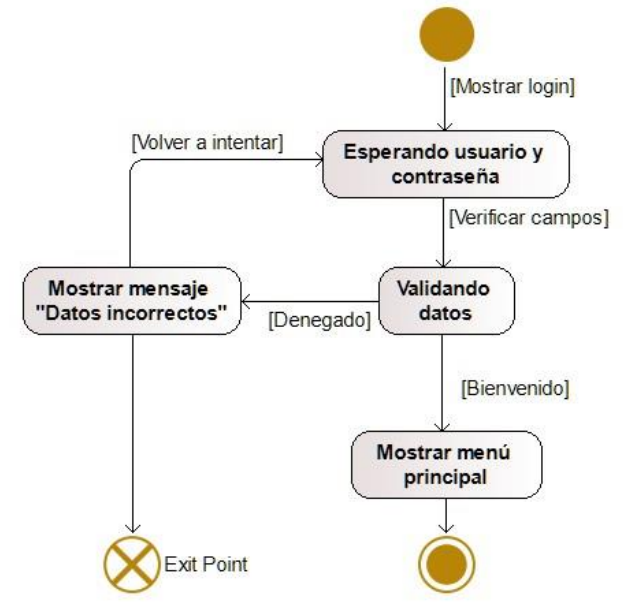 [Mostrar login]
[Volver a intentar]
Esperando usuario y
contraseña
[Verificar campos]
Mostrar mensaje
"Datos incorrectos"
Validando
datos
[Denegado]
[Bienvenido]
Mostrar menú
principal
Exit Point